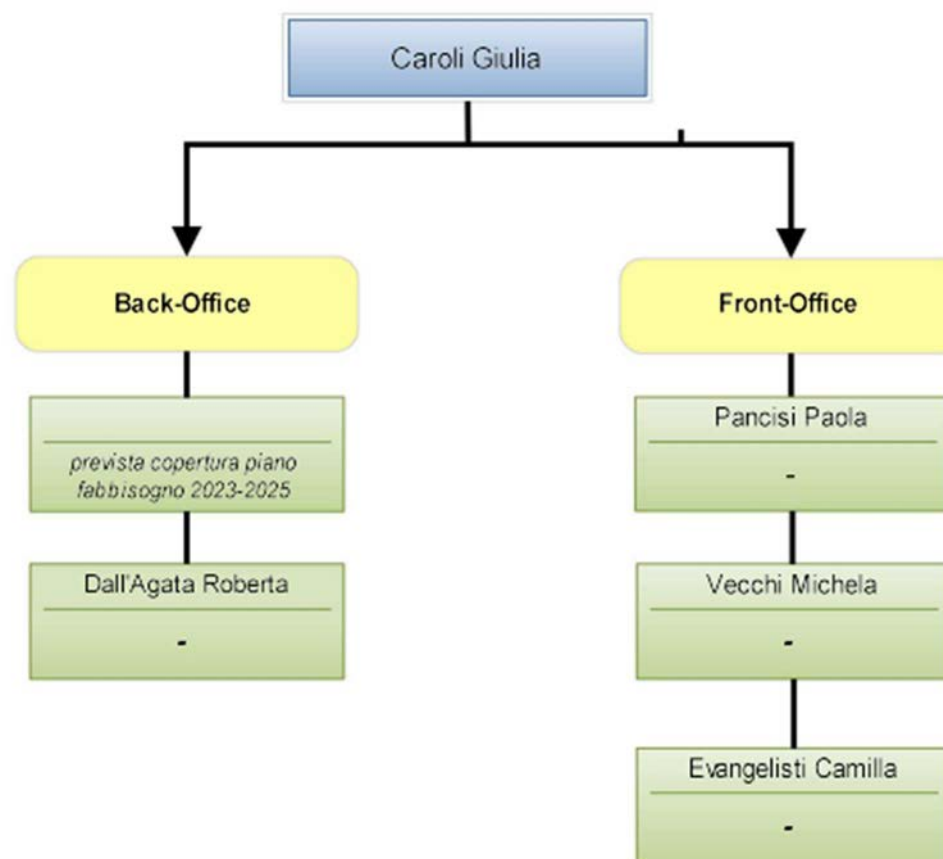 Caroli Giulia
Back-Office
prevista copertura piano
fabbisogno 2023-2025
Dall'Agata Roberta
-
Front-Office
Pancisi Paola
-
Vecchi Michela
-
Evangelisti Camilla
-